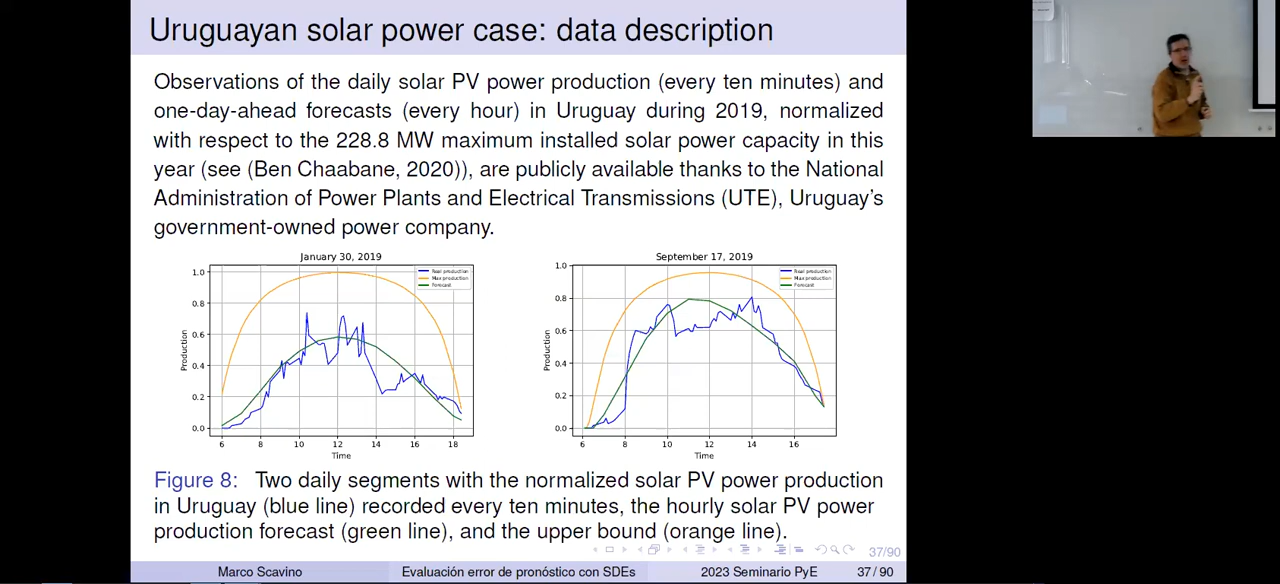 Uruguayan solar power case: data description
Observations of the daily solar PV power production (every ten minutes) and
one-day-ahead forecasts (every hour) in Uruguay during 2019, normalized
with respect to the 228.8 MW maximum installed solar power capacity in this
year (see (Ben Chaabane, 2020)), are publicly available thanks to the National
Administration of Power Plants and Electrical Transmissions (UTE), Uruguay's
government-owned power company.
January 30, 2019
Real production
Max production
Forecast
1.0
0.8
0.6
0.4
0.2
0.0
Production
6 8 10 12 14 16 18
Time
September 17, 2019
Real production
Max production
Forecast
1.0
0.8
0.6
0.4
0.2
0.0
Production
6 8 10 12 14 16
Time
Figure 8: Two daily segments with the normalized solar PV power production
in Uruguay (blue line) recorded every ten minutes, the hourly solar PV power
production forecast (green line), and the upper bound (orange line).
37/90
Marco Scavino Evaluación error de pronóstico con SDEs 2023 Seminario PyE 37 / 90